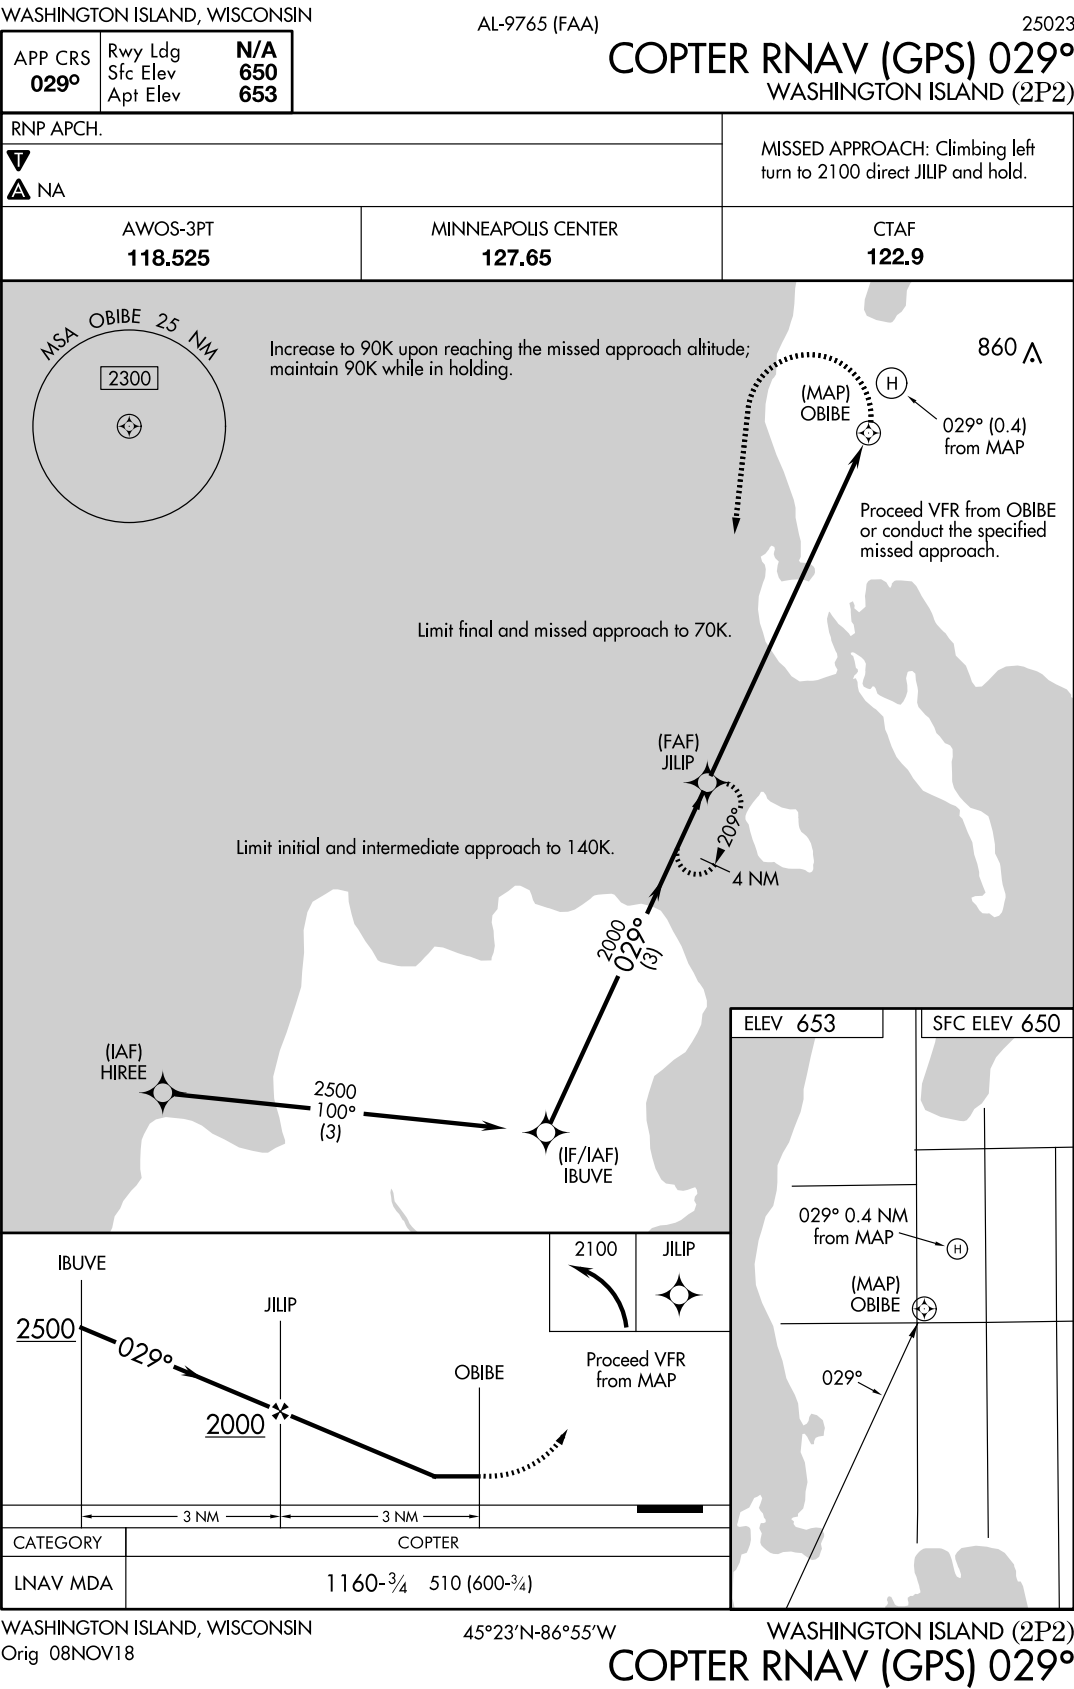 WASHINGTON ISLAND, WISCONSIN
AL-9765 (FAA)
25023
COPTER RNAV (GPS) 029°
WASHINGTON ISLAND (2P2)
APP CRS
029°
Rwy Ldg N/A
Sfc Elev 650
Apt Elev 653
RNP APCH.
T
A NA
MISSED APPROACH: Climbing left
turn to 2100 direct JILIP and hold.
AWOS-3PT
118.525
MINNEAPOLIS CENTER
127.65
CTAF
122.9
MSA OBIBE 25 NM
2300
Increase to 90K upon reaching the missed approach altitude;
maintain 90K while in holding.
860
(MAP)
OBIBE
H
029° (0.4)
from MAP
Proceed VFR from OBIBE
or conduct the specified
missed approach.
Limit final and missed approach to 70K.
(FAF)
JILIP
209°
4 NM
Limit initial and intermediate approach to 140K.
2000
029°
(3)
(IAF)
HIREE
2500
100°
(3)
(IF/IAF)
IBUVE
ELEV 653
SFC ELEV 650
029° 0.4 NM
from MAP
H
(MAP)
OBIBE
029°
IBUVE
2500
029°
JILIP
2000
OBIBE
2100
JILIP
Proceed VFR
from MAP
3 NM
3 NM
CATEGORY
COPTER
LNAV MDA
1160-¾ 510 (600-¾)
WASHINGTON ISLAND, WISCONSIN
Orig 08NOV18
45°23'N-86°55'W
WASHINGTON ISLAND (2P2)
COPTER RNAV (GPS) 029°